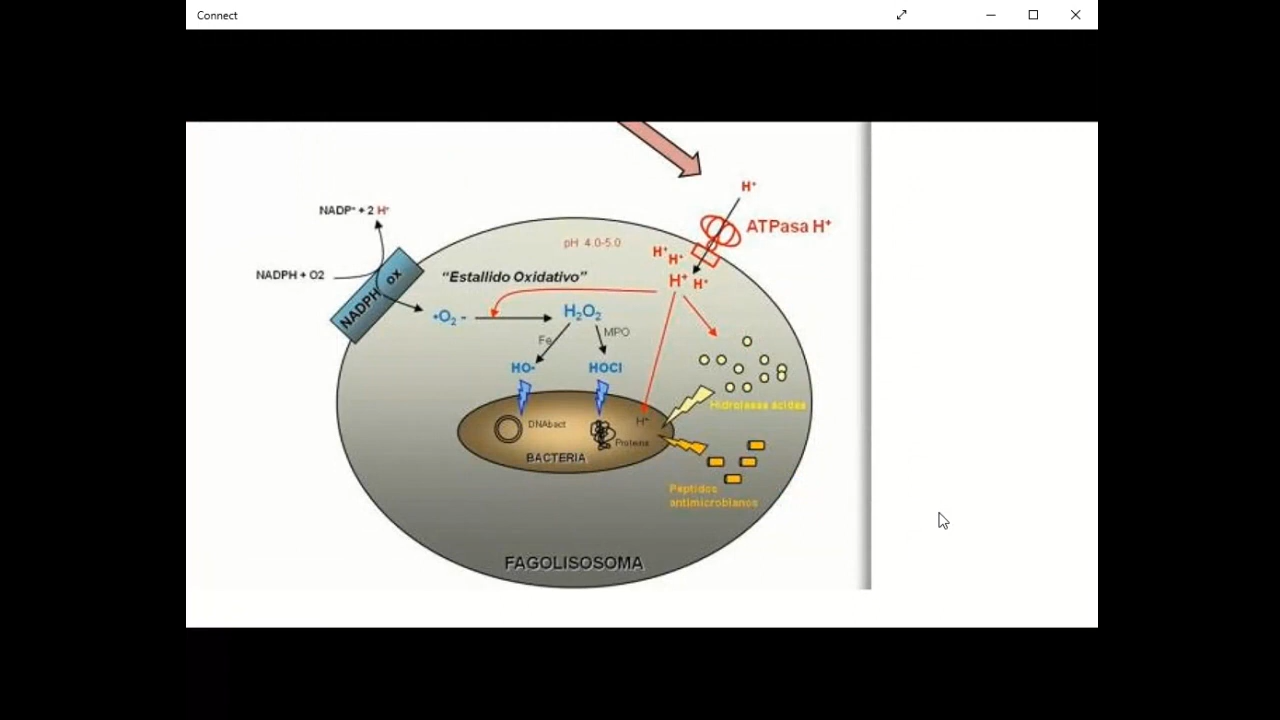 Connect
H⁺
NADP⁺ + 2 H⁺
ATPasa H⁺
pH 4.0-5.0
H⁺
H⁺
NADPH + O2
NADPH ox
"Estallido Oxidativo"
H⁺ H⁺
•O₂ -
H₂O₂
Fe
MPO
HO•
HOCl
Hidrolasas ácidas
DNAbact
H⁺
Proteina
BACTERIA
Peptidos
antimicrobianos
FAGOLISOSOMA